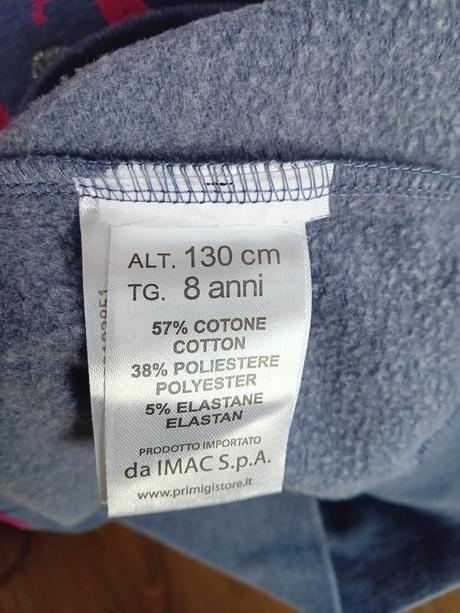 ALT. 130 cm
TG. 8 anni
57% COTONE
COTTON
38% POLIESTERE
POLYESTER
5% ELASTANE
ELASTAN
PRODOTTO IMPORTATO
da IMAC S.p.A.
www.primigistore.it